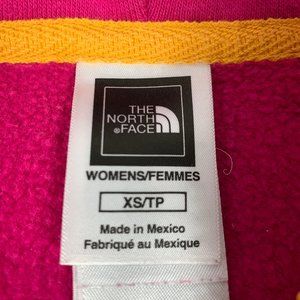 THE
NORTH
®FACE
WOMENS/FEMMES
XS/TP
Made in Mexico
Fabriqué au Mexique